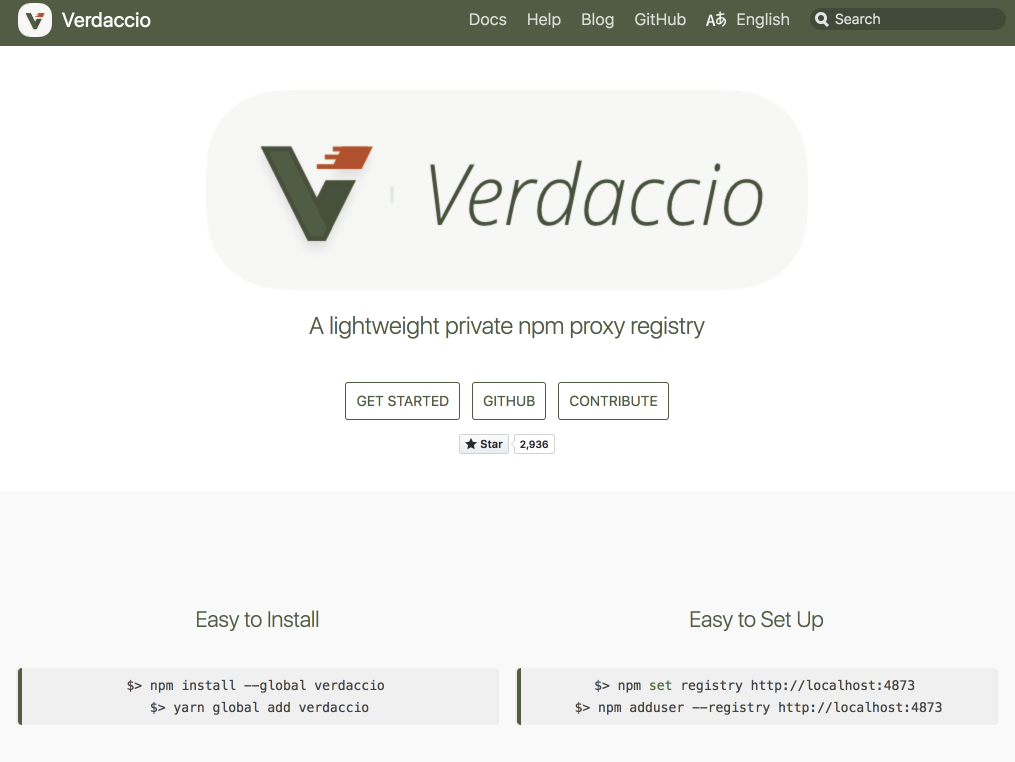 Verdaccio
Docs Help Blog GitHub English Search
Verdaccio
A lightweight private npm proxy registry
GET STARTED GITHUB CONTRIBUTE
Star 2,936
Easy to Install
$> npm install --global verdaccio
$> yarn global add verdaccio
Easy to Set Up
$> npm set registry http://localhost:4873
$> npm adduser --registry http://localhost:4873